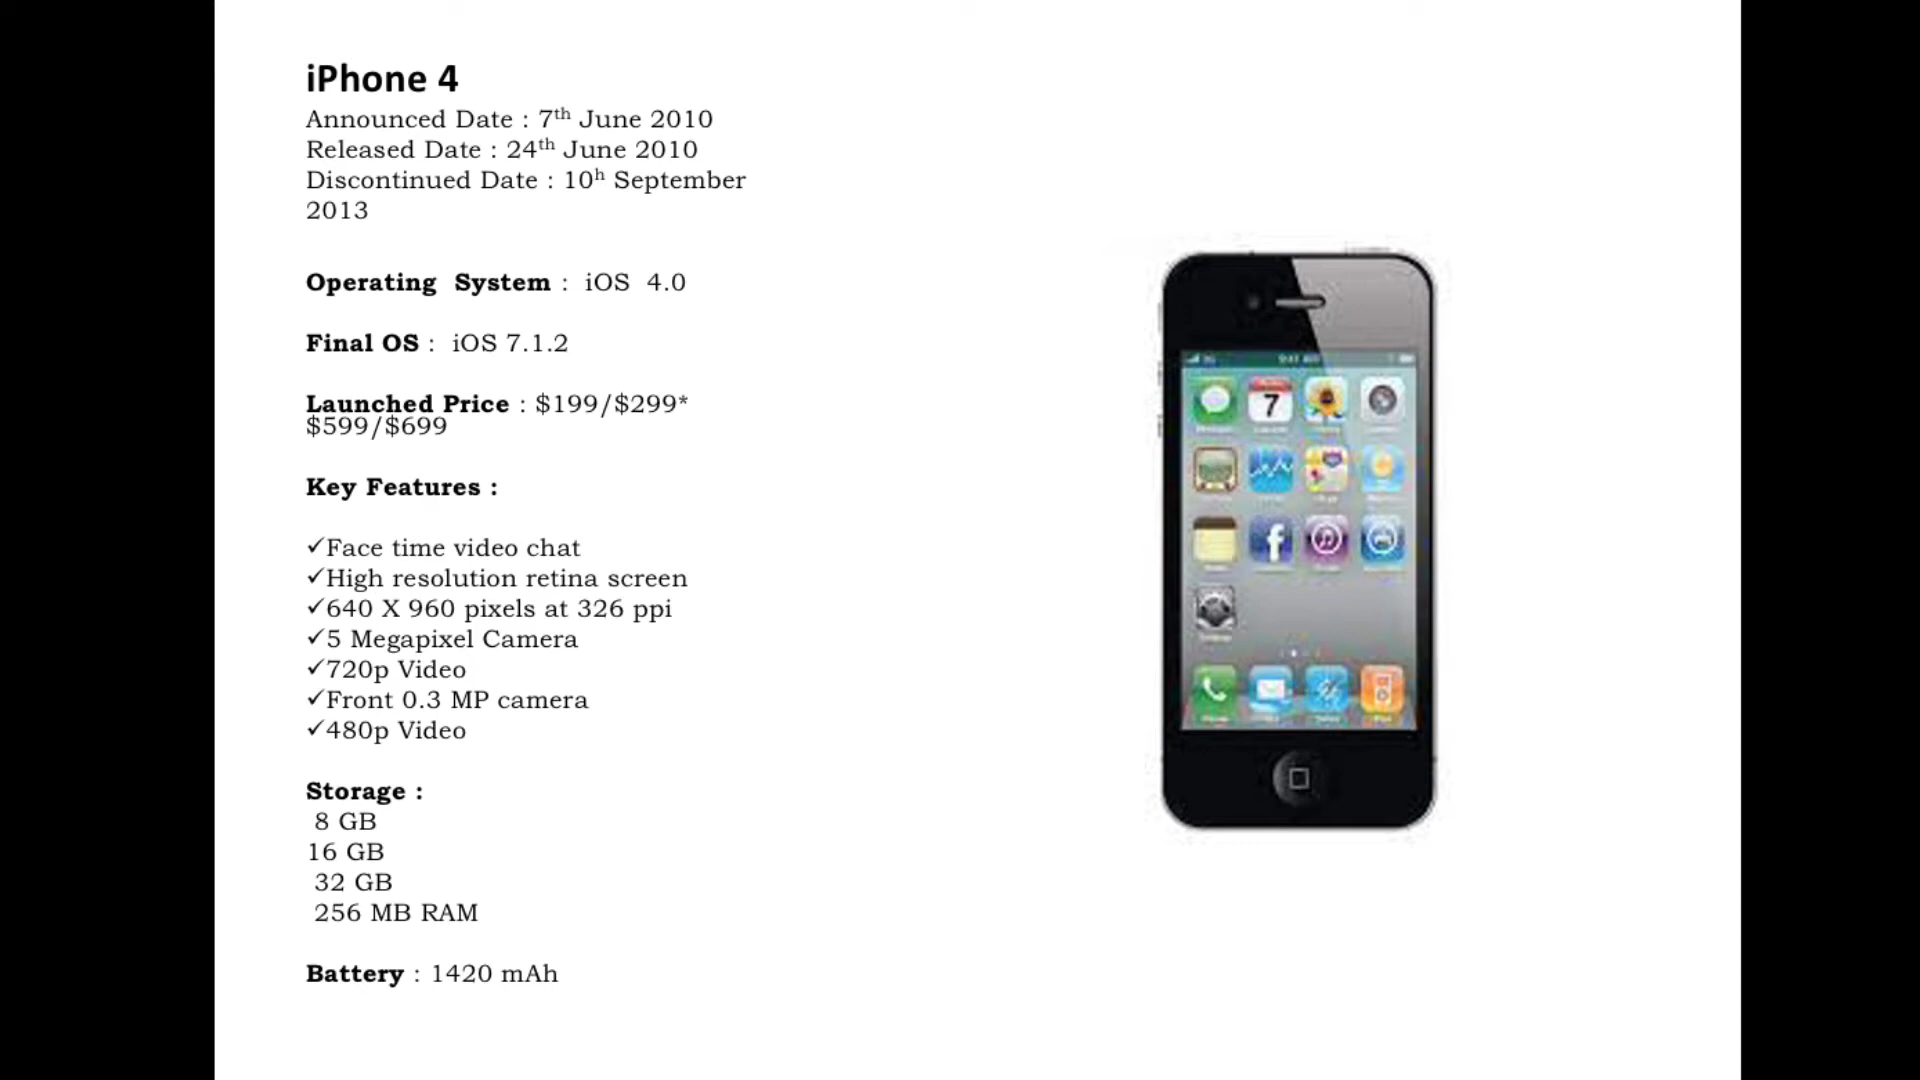 iPhone 4
Announced Date : 7th June 2010
Released Date : 24th June 2010
Discontinued Date : 10h September
2013
Operating System : iOS 4.0
Final OS : iOS 7.1.2
Launched Price : $199/$299*
$599/$699
Key Features :
✓Face time video chat
✓High resolution retina screen
✓640 X 960 pixels at 326 ppi
✓5 Megapixel Camera
✓720p Video
✓Front 0.3 MP camera
✓480p Video
Storage :
8 GB
16 GB
32 GB
256 MB RAM
Battery : 1420 mAh
7